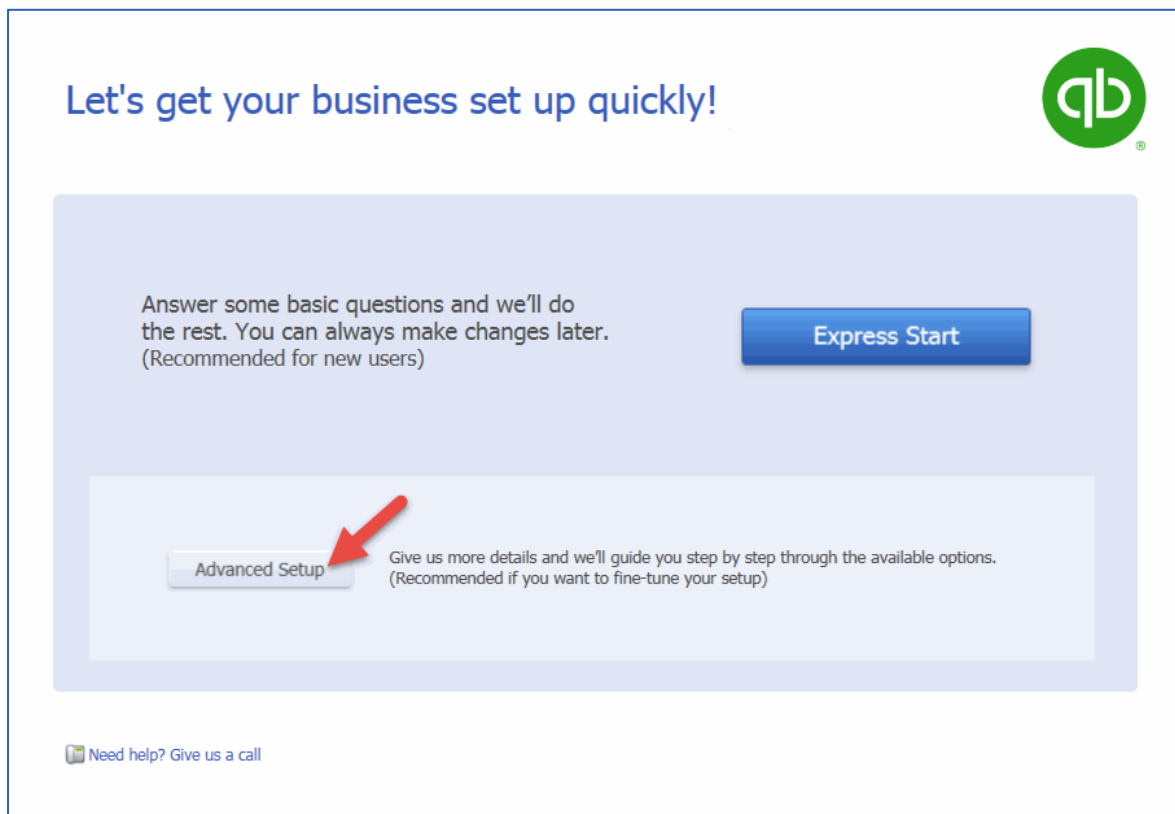 Let's get your business set up quickly!
qb
®
Answer some basic questions and we'll do
the rest. You can always make changes later.
(Recommended for new users)
Express Start
Advanced Setup
Give us more details and we'll guide you step by step through the available options.
(Recommended if you want to fine-tune your setup)
Need help? Give us a call